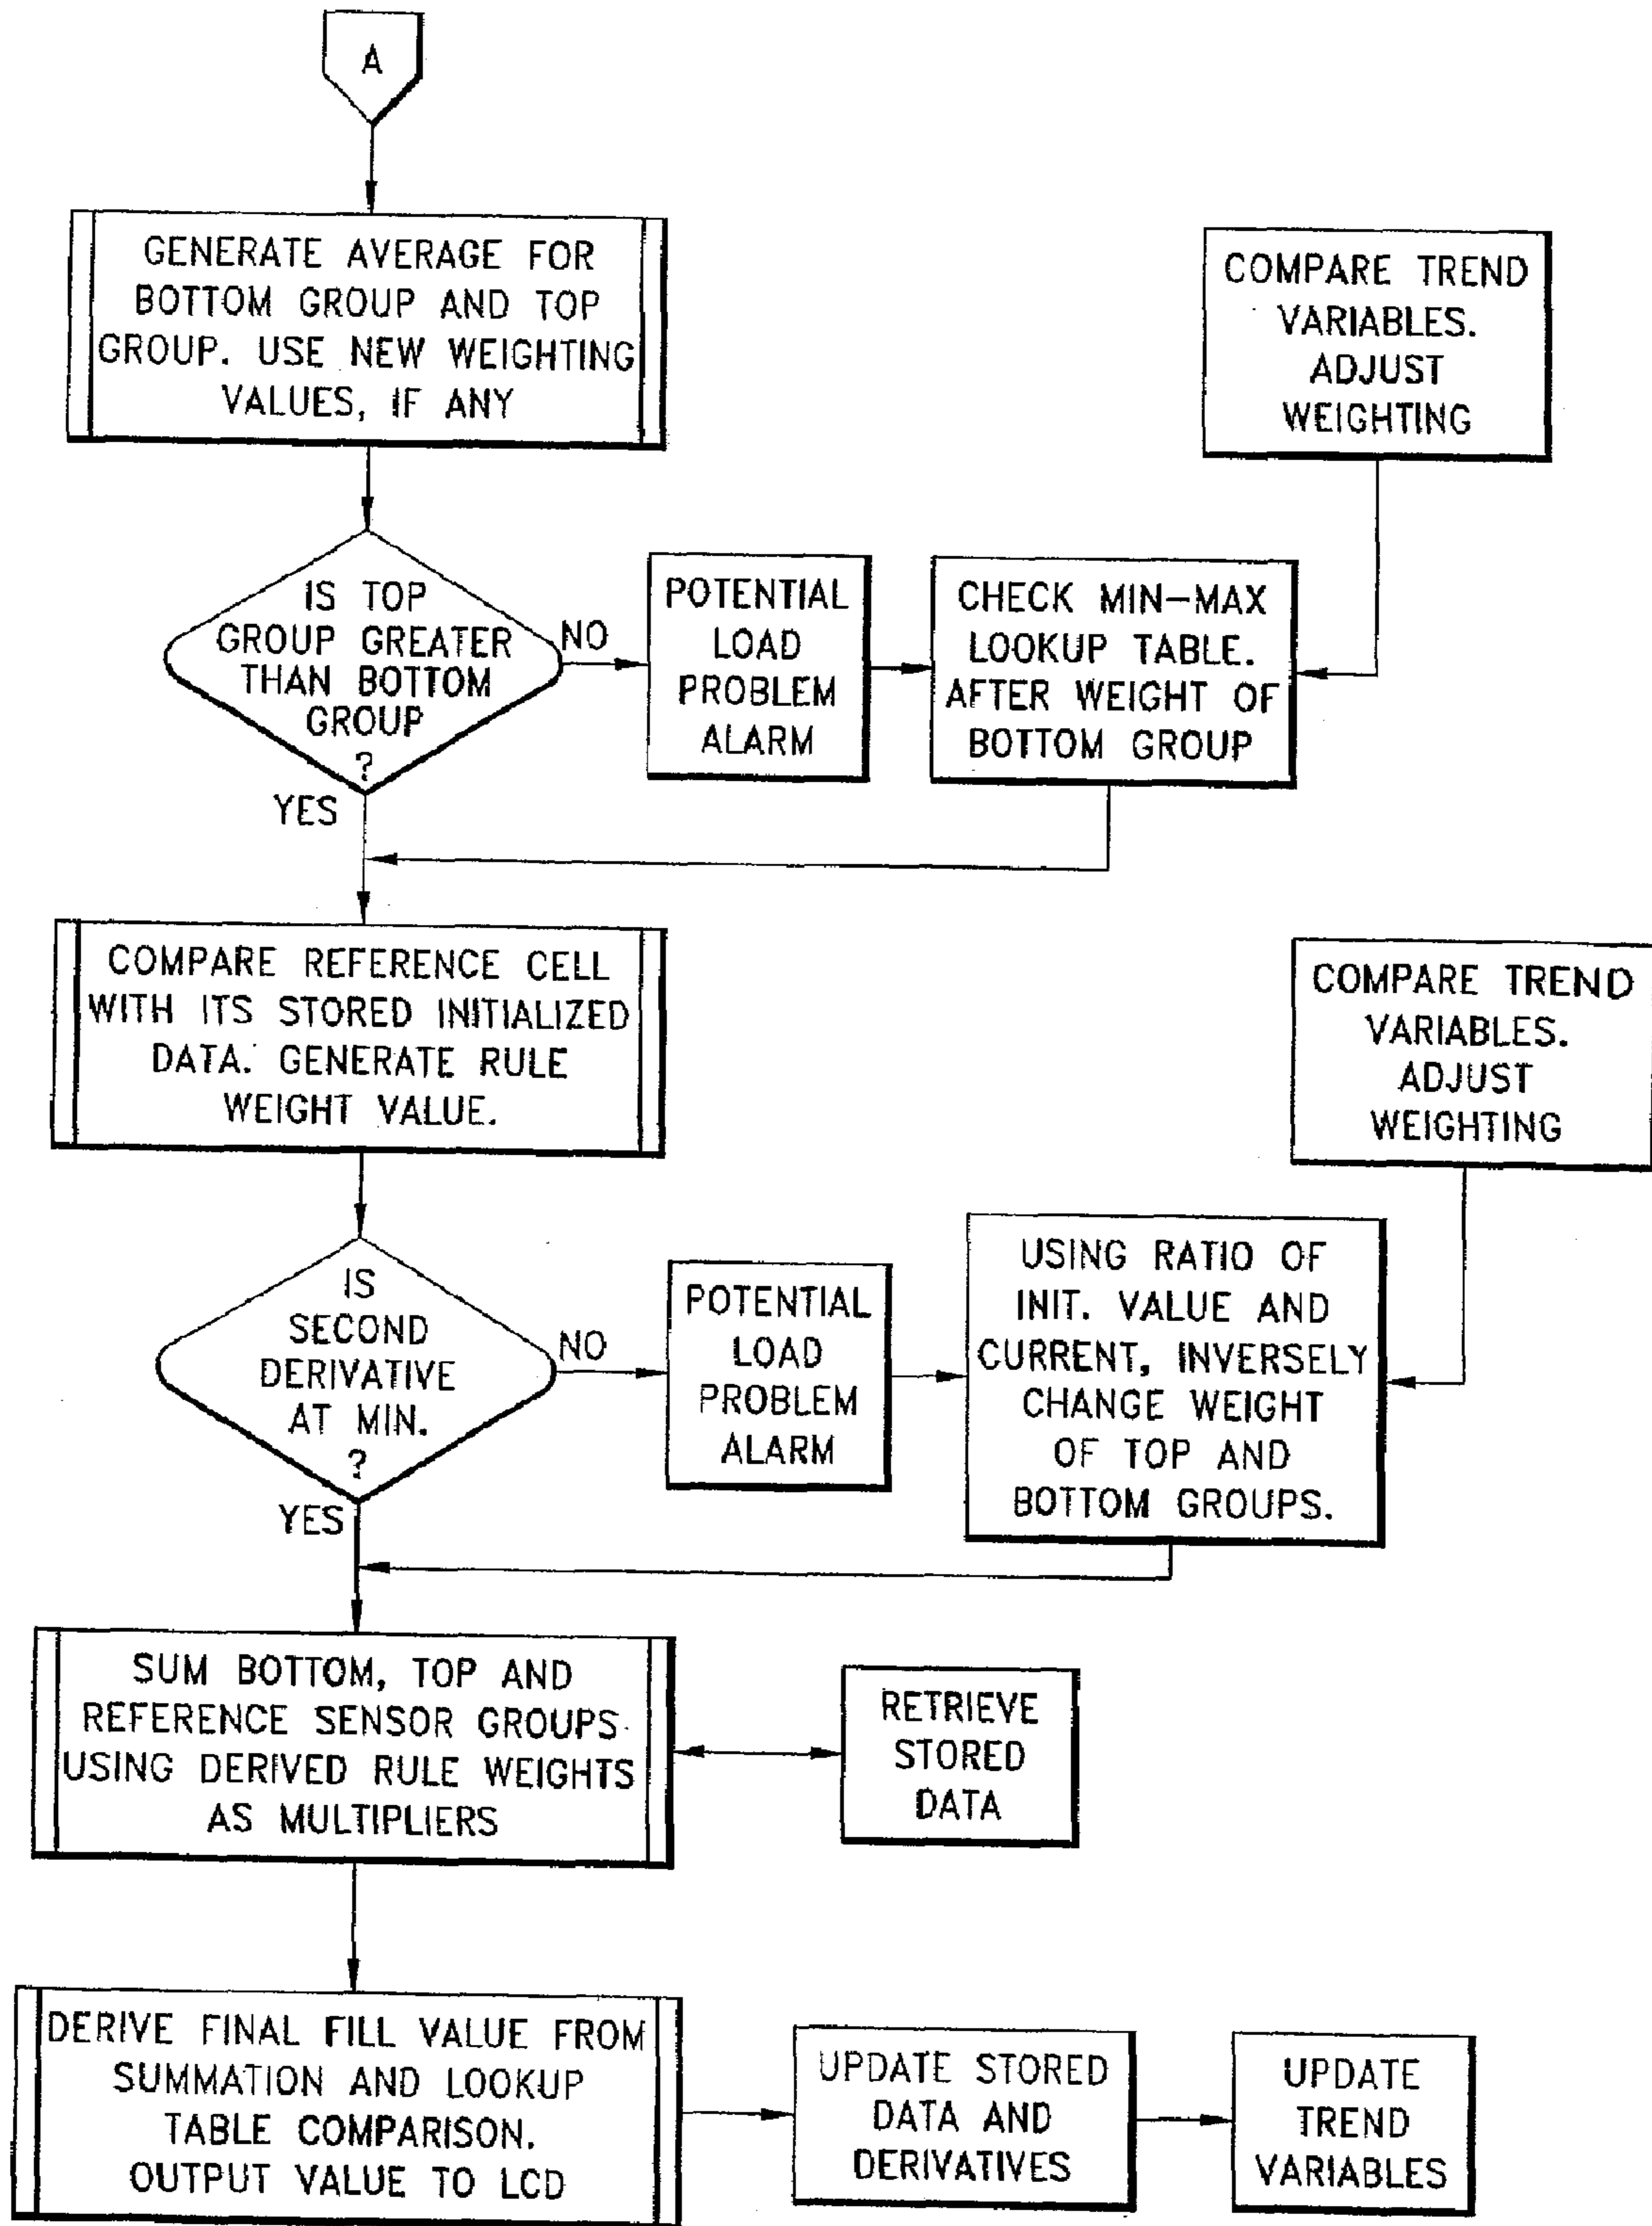 A
GENERATE AVERAGE FOR
BOTTOM GROUP AND TOP
GROUP. USE NEW WEIGHTING
VALUES, IF ANY
COMPARE TREND
VARIABLES.
ADJUST
WEIGHTING
IS TOP
GROUP GREATER
THAN BOTTOM
GROUP
?
NO
YES
POTENTIAL
LOAD
PROBLEM
ALARM
CHECK MIN-MAX
LOOKUP TABLE.
AFTER WEIGHT OF
BOTTOM GROUP
COMPARE REFERENCE CELL
WITH ITS STORED INITIALIZED
DATA. GENERATE RULE
WEIGHT VALUE.
COMPARE TREND
VARIABLES.
ADJUST
WEIGHTING
IS
SECOND
DERIVATIVE
AT MIN.
?
NO
YES
POTENTIAL
LOAD
PROBLEM
ALARM
USING RATIO OF
INIT. VALUE AND
CURRENT, INVERSELY
CHANGE WEIGHT
OF TOP AND
BOTTOM GROUPS.
SUM BOTTOM, TOP AND
REFERENCE SENSOR GROUPS
USING DERIVED RULE WEIGHTS
AS MULTIPLIERS
RETRIEVE
STORED
DATA
DERIVE FINAL FILL VALUE FROM
SUMMATION AND LOOKUP
TABLE COMPARISON.
OUTPUT VALUE TO LCD
UPDATE STORED
DATA AND
DERIVATIVES
UPDATE
TREND
VARIABLES